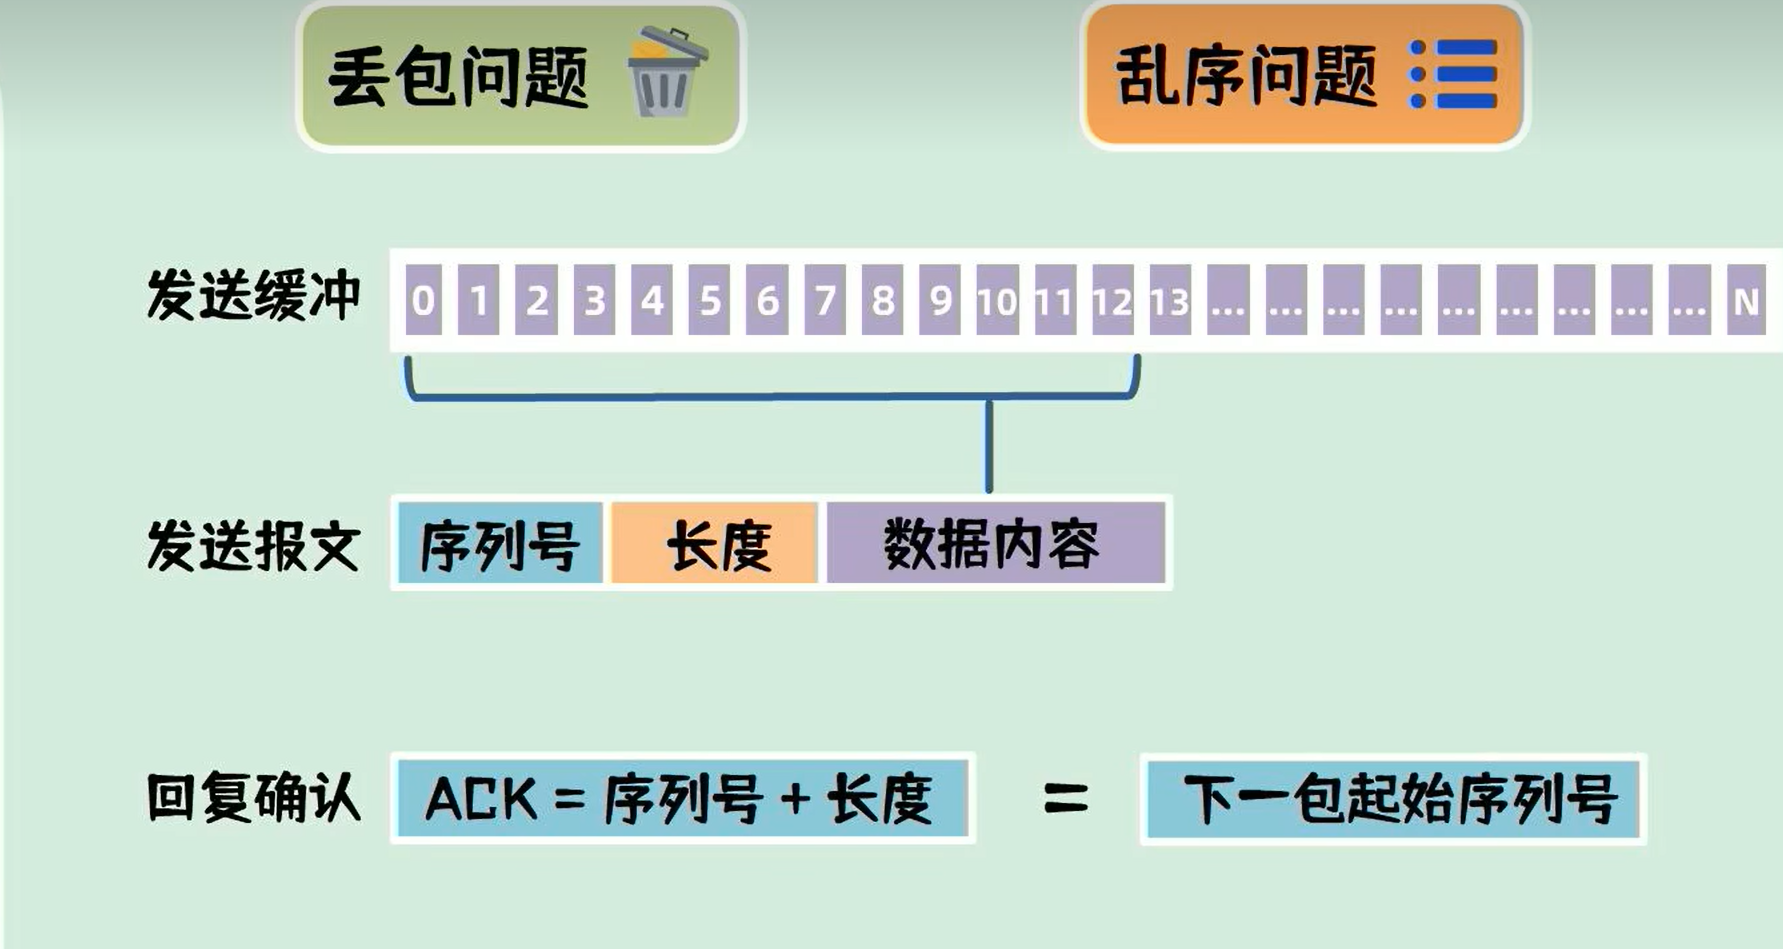 丢包问题
乱序问题
发送缓冲 0 1 2 3 4 5 6 7 8 9 10 11 12 13 ... ... ... ... ... ... ... ... ... N
发送报文 序列号 长度 数据内容
回复确认 ACK = 序列号 + 长度 = 下一包起始序列号